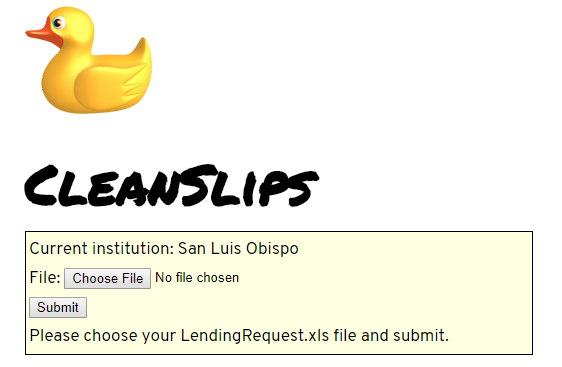 CleanSlips
Current institution: San Luis Obispo
File: Choose File No file chosen
Submit
Please choose your LendingRequest.xls file and submit.